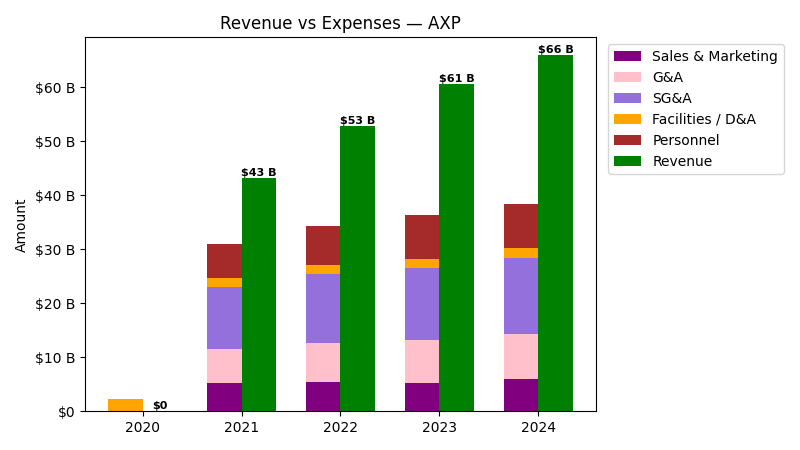 Revenue vs Expenses — AXP
Amount
$60 B
$50 B
$40 B
$30 B
$20 B
$10 B
$0
$0
$43 B
$53 B
$61 B
$66 B
2020
2021
2022
2023
2024
Sales & Marketing
G&A
SG&A
Facilities / D&A
Personnel
Revenue